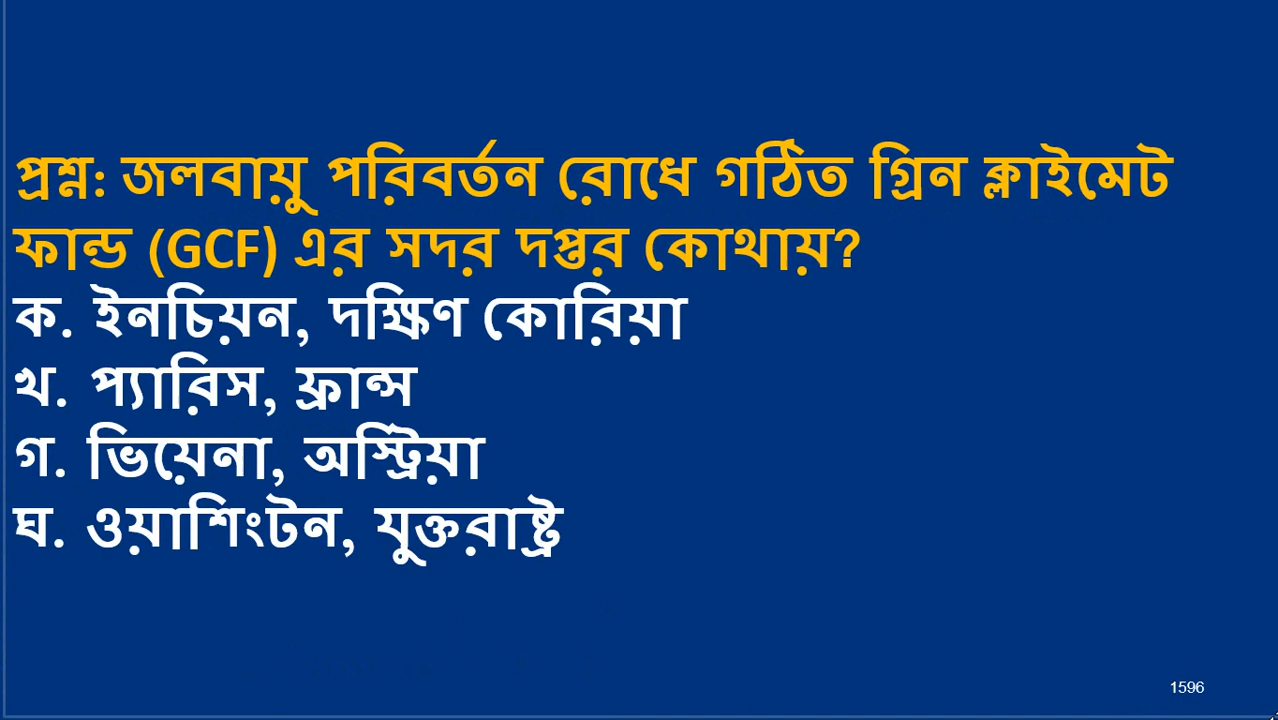 প্রশ্ন: জলবায়ু পরিবর্তন রোধে গঠিত গ্রিন ক্লাইমেট
ফান্ড (GCF) এর সদর দপ্তর কোথায়?
ক. ইনচিয়ন, দক্ষিণ কোরিয়া
খ. প্যারিস, ফ্রান্স
গ. ভিয়েনা, অস্ট্রিয়া
ঘ. ওয়াশিংটন, যুক্তরাষ্ট্র
1596